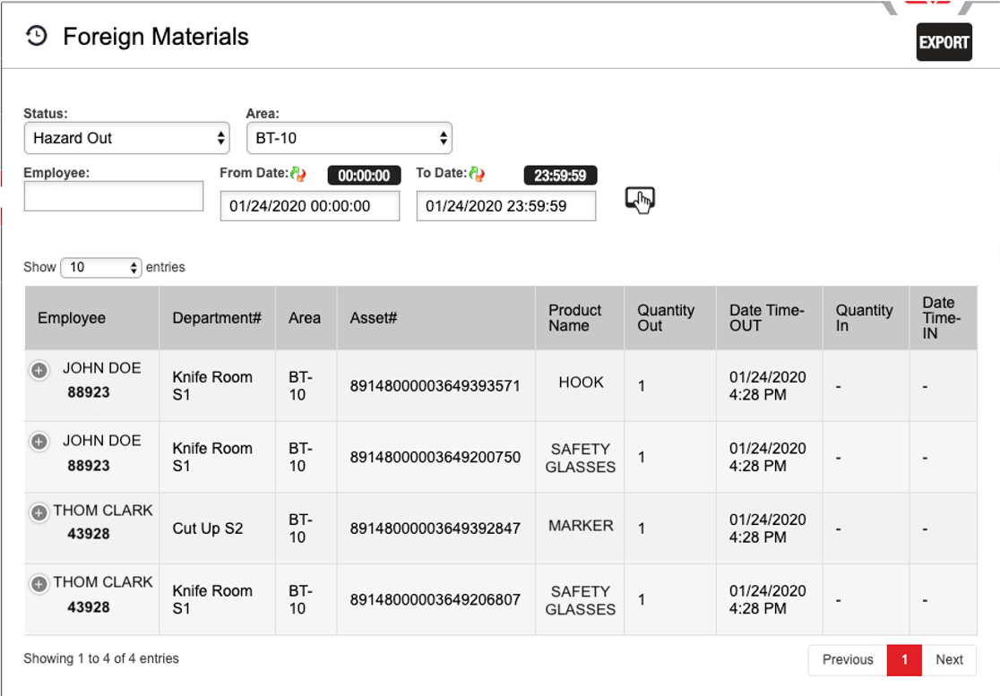 Foreign Materials
EXPORT
Status:
Area:
Hazard Out
BT-10
Employee:
From Date:
00:00:00
To Date:
23:59:59
01/24/2020 00:00:00
01/24/2020 23:59:59
Show 10 entries
Employee
Department#
Area
Asset#
Product
Name
Quantity
Out
Date Time-
OUT
Quantity
In
Date
Time-
IN
JOHN DOE
88923
Knife Room
S1
BT-
10
89148000003649393571
HOOK
1
01/24/2020
4:28 PM
-
-
JOHN DOE
88923
Knife Room
S1
BT-
10
89148000003649200750
SAFETY
GLASSES
1
01/24/2020
4:28 PM
-
-
THOM CLARK
43928
Cut Up S2
BT-
10
89148000003649392847
MARKER
1
01/24/2020
4:28 PM
-
-
THOM CLARK
43928
Knife Room
S1
BT-
10
89148000003649206807
SAFETY
GLASSES
1
01/24/2020
4:28 PM
-
-
Showing 1 to 4 of 4 entries
Previous
1
Next